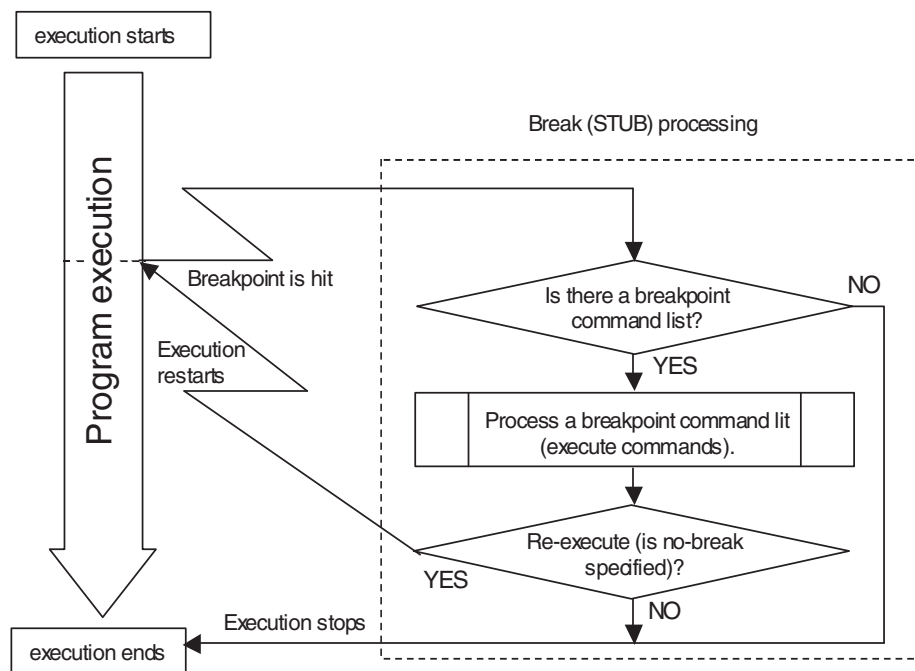 execution starts
Break (STUB) processing
Program execution
Breakpoint is hit
Is there a breakpoint
command list?
NO
YES
Execution
restarts
Process a breakpoint command lit
(execute commands).
Re-execute (is no-break
specified)?
YES
NO
Execution stops
execution ends